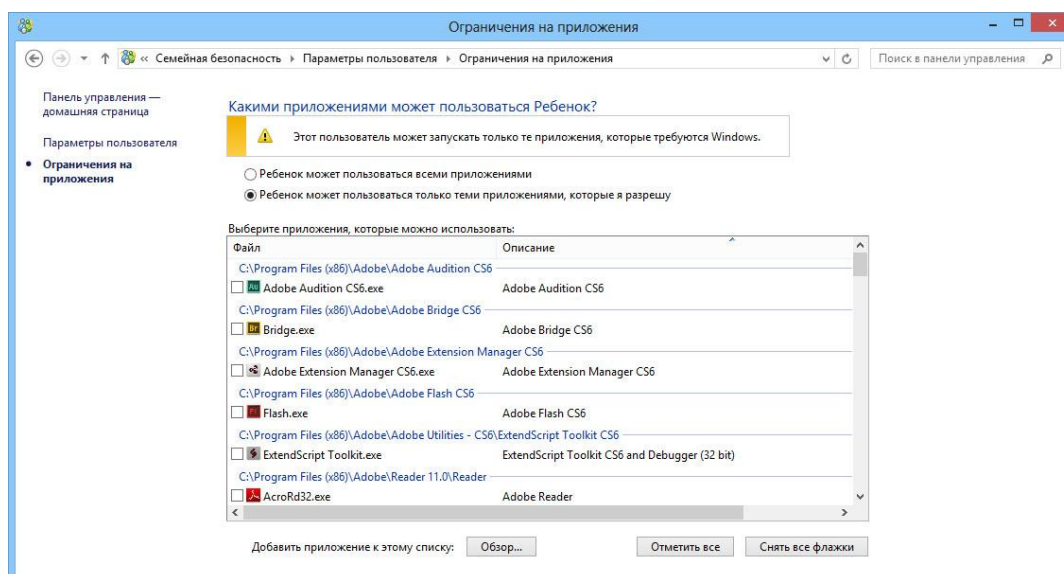 Ограничения на приложения
« Семейная безопасность ▸ Параметры пользователя ▸ Ограничения на приложения
Поиск в панели управления
Панель управления —
домашняя страница
Параметры пользователя
• Ограничения на
приложения
Какими приложениями может пользоваться Ребенок?
Этот пользователь может запускать только те приложения, которые требуются Windows.
Ребенок может пользоваться всеми приложениями
Ребенок может пользоваться только теми приложениями, которые я разрешу
Выберите приложения, которые можно использовать:
Файл Описание
C:\Program Files (x86)\Adobe\Adobe Audition CS6
Au Adobe Audition CS6.exe Adobe Audition CS6
C:\Program Files (x86)\Adobe\Adobe Bridge CS6
Br Bridge.exe Adobe Bridge CS6
C:\Program Files (x86)\Adobe\Adobe Extension Manager CS6
Adobe Extension Manager CS6.exe Adobe Extension Manager CS6
C:\Program Files (x86)\Adobe\Adobe Flash CS6
Fl Flash.exe Adobe Flash CS6
C:\Program Files (x86)\Adobe\Adobe Utilities - CS6\ExtendScript Toolkit CS6
ExtendScript Toolkit.exe ExtendScript Toolkit CS6 and Debugger (32 bit)
C:\Program Files (x86)\Adobe\Reader 11.0\Reader
AcroRd32.exe Adobe Reader
Добавить приложение к этому списку: Обзор... Отметить все Снять все флажки